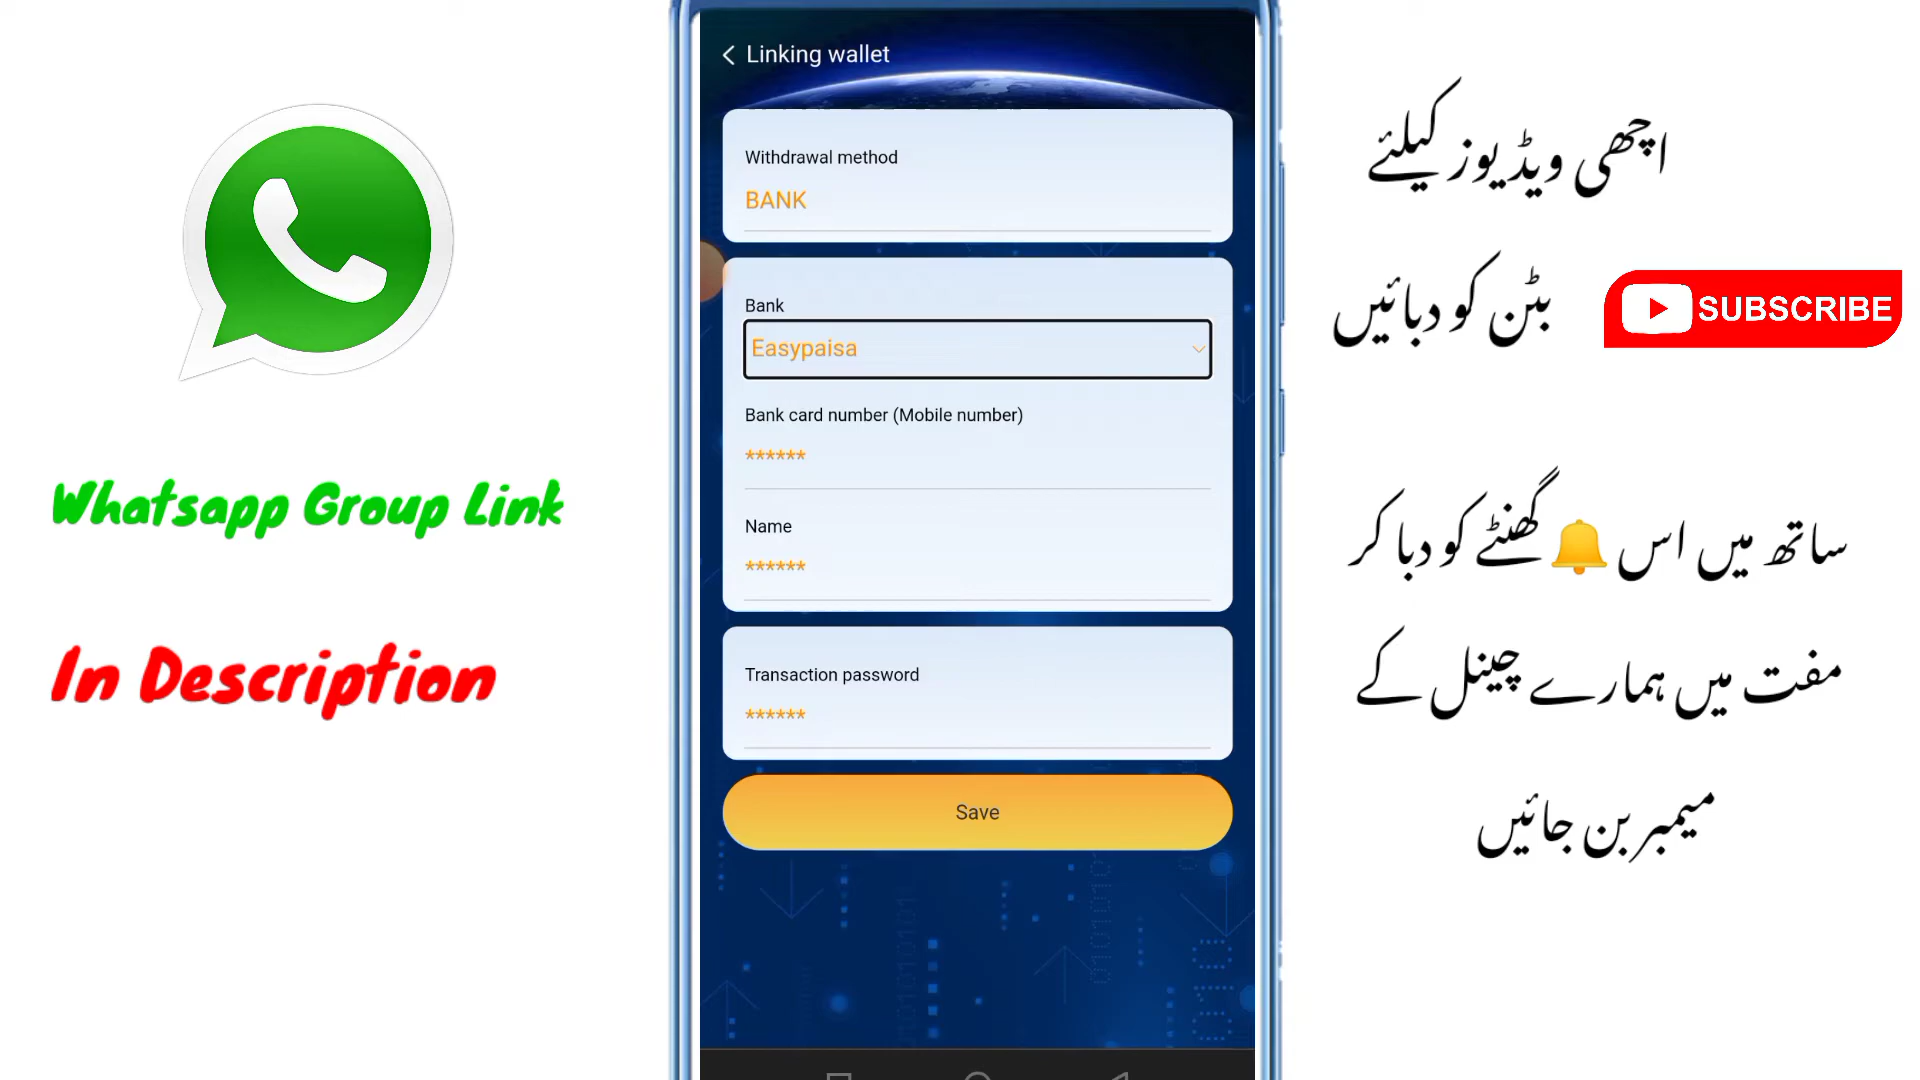 Whatsapp Group Link
In Description
Linking wallet
Withdrawal method
BANK
Bank
Easypaisa
Bank card number (Mobile number)
******
Name
******
Transaction password
******
Save
اچھی ویڈیوز کیلئے
بٹن کو دبائیں
SUBSCRIBE
ساتھ میں اس 🔔 گھنٹے کو دبا کر
مفت میں ہمارے چینل کے
میمبر بن جائیں